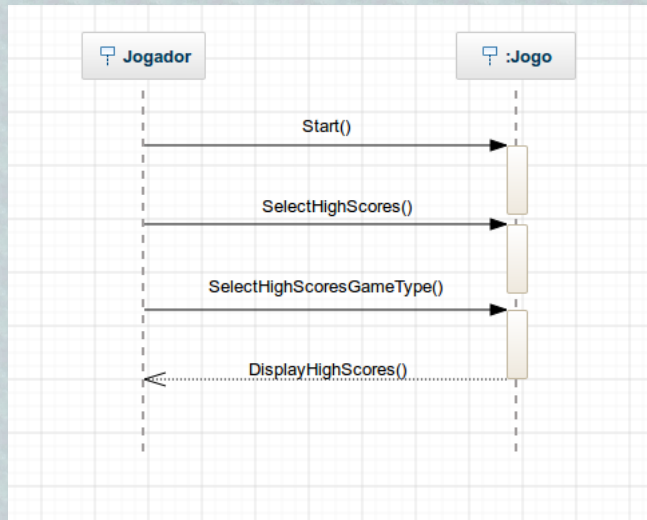 Jogador
:Jogo
Start()
SelectHighScores()
SelectHighScoresGameType()
DisplayHighScores()